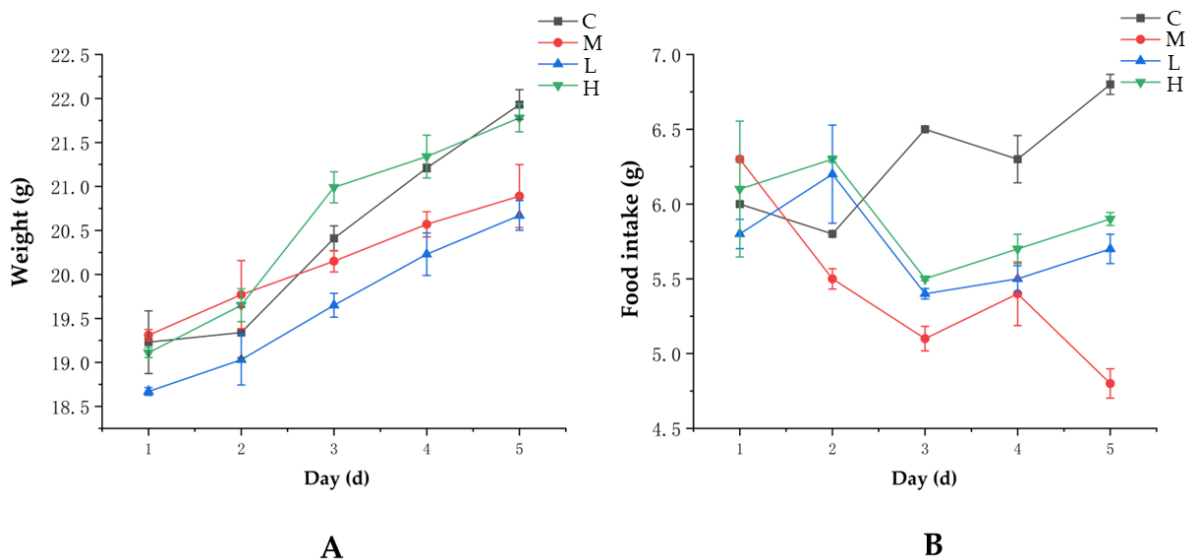 C
M
L
H
22.5
22.0
21.5
21.0
20.5
20.0
19.5
19.0
18.5
Weight (g)
1 2 3 4 5
Day (d)
A
C
M
L
H
7.0
6.5
6.0
5.5
5.0
4.5
Food intake (g)
1 2 3 4 5
Day (d)
B